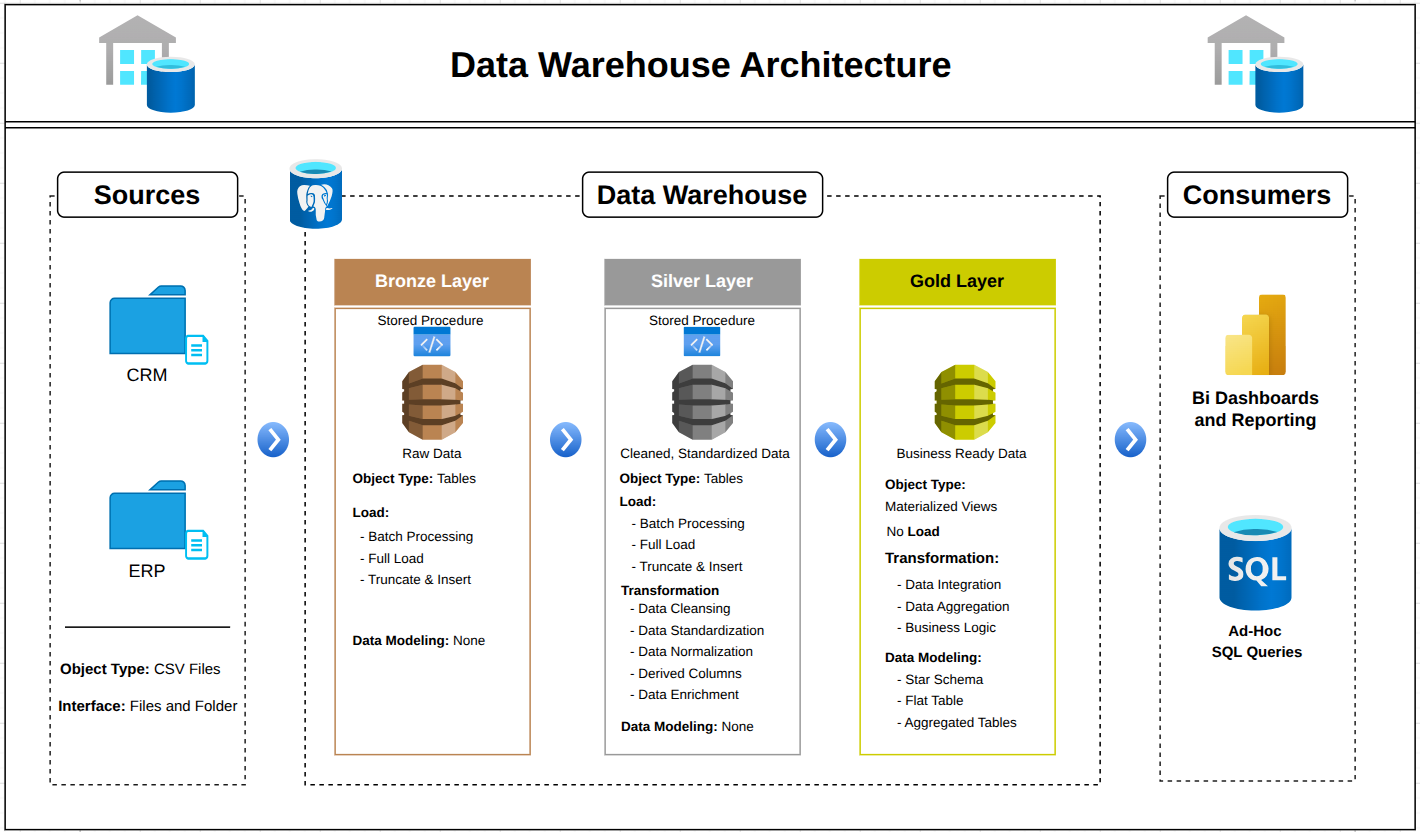 Data Warehouse Architecture
Sources
CRM
ERP
Object Type: CSV Files
Interface: Files and Folder
Data Warehouse
Bronze Layer
Stored Procedure
Raw Data
Object Type: Tables
Load:
- Batch Processing
- Full Load
- Truncate & Insert
Data Modeling: None
Silver Layer
Stored Procedure
Cleaned, Standardized Data
Object Type: Tables
Load:
- Batch Processing
- Full Load
- Truncate & Insert
Transformation
- Data Cleansing
- Data Standardization
- Data Normalization
- Derived Columns
- Data Enrichment
Data Modeling: None
Gold Layer
Business Ready Data
Object Type:
Materialized Views
No Load
Transformation:
- Data Integration
- Data Aggregation
- Business Logic
Data Modeling:
- Star Schema
- Flat Table
- Aggregated Tables
Consumers
Bi Dashboards
and Reporting
SQL
Ad-Hoc
SQL Queries